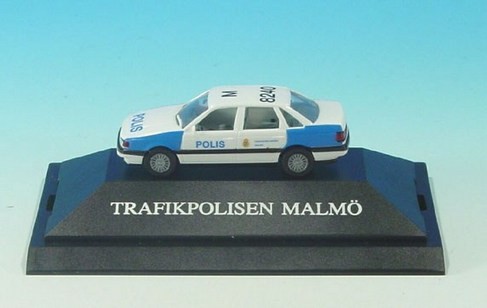 M
8240
POLIS
POLIS
TRAFIKPOLISEN MALMÖ